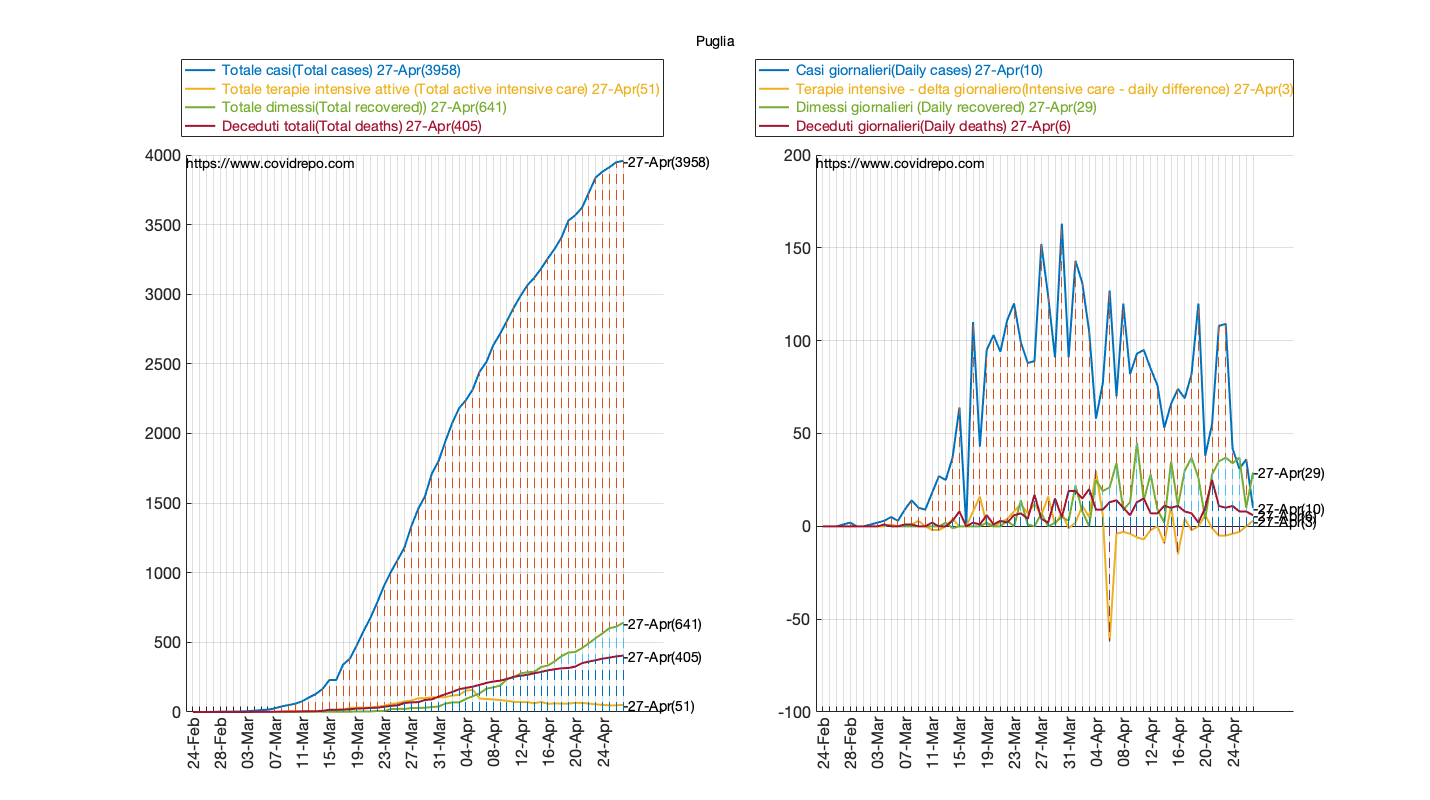 Puglia
Totale casi(Total cases) 27-Apr(3958)
Totale terapie intensive attive (Total active intensive care) 27-Apr(51)
Totale dimessi(Total recovered)) 27-Apr(641)
Deceduti totali(Total deaths) 27-Apr(405)
4000
3500
3000
2500
2000
1500
1000
500
0
https://www.covidrepo.com
27-Apr(3958)
27-Apr(641)
27-Apr(405)
27-Apr(51)
24-Feb
28-Feb
03-Mar
07-Mar
11-Mar
15-Mar
19-Mar
23-Mar
27-Mar
31-Mar
04-Apr
08-Apr
12-Apr
16-Apr
20-Apr
24-Apr
Casi giornalieri(Daily cases) 27-Apr(10)
Terapie intensive - delta giornaliero(Intensive care - daily difference) 27-Apr(3)
Dimessi giornalieri (Daily recovered) 27-Apr(29)
Deceduti giornalieri(Daily deaths) 27-Apr(6)
200
150
100
50
0
-50
-100
https://www.covidrepo.com
27-Apr(29)
27-Apr(10)
27-Apr(6)
27-Apr(3)
24-Feb
28-Feb
03-Mar
07-Mar
11-Mar
15-Mar
19-Mar
23-Mar
27-Mar
31-Mar
04-Apr
08-Apr
12-Apr
16-Apr
20-Apr
24-Apr